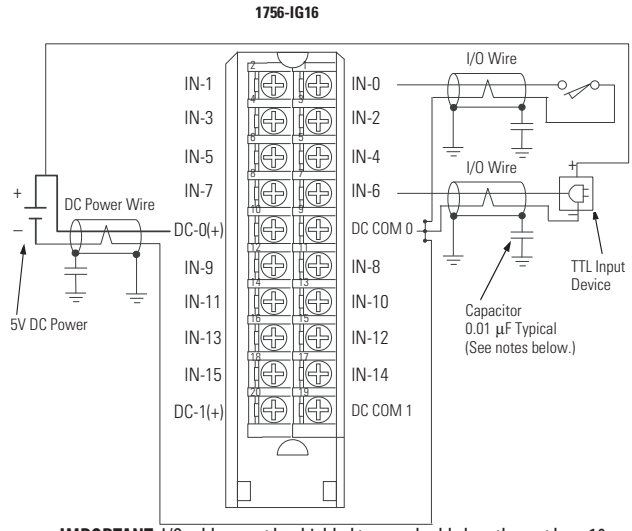 1756-IG16
I/O Wire
2 1
IN-1 IN-0
4 3
IN-3 IN-2
6 5
IN-5 IN-4
8 7
I/O Wire
IN-7 IN-6
+
+
DC Power Wire
10 9
DC-0(+) DC COM 0
–
–
12 11
IN-9 IN-8
TTL Input
Device
14 13
IN-11 IN-10
5V DC Power
Capacitor
0.01 µF Typical
(See notes below.)
16 15
IN-13 IN-12
18 17
IN-15 IN-14
20 19
DC-1(+) DC COM 1